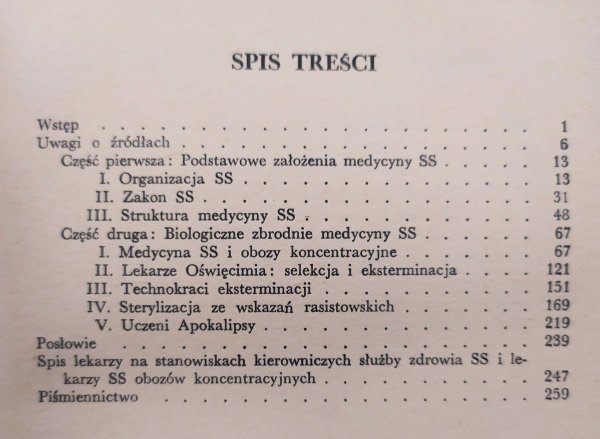 SPIS TREŚCI
Wstęp . . . . . . . . . . . . . . . . . . 1
Uwagi o źródłach . . . . . . . . . . . . . . 6
Część pierwsza: Podstawowe założenia medycyny SS . . . . . 13
I. Organizacja SS . . . . . . . . . . . . . 13
II. Zakon SS . . . . . . . . . . . . . . 31
III. Struktura medycyny SS . . . . . . . . . . 48
Część druga: Biologiczne zbrodnie medycyny SS . . . . . 67
I. Medycyna SS i obozy koncentracyjne . . . . . . 67
II. Lekarze Oświęcimia: selekcja i eksterminacja . . . . 121
III. Technokraci eksterminacji . . . . . . . . 151
IV. Sterylizacja ze wskazań rasistowskich . . . . . . 169
V. Uczeni Apokalipsy . . . . . . . . . . . 219
Posłowie . . . . . . . . . . . . . . . . 239
Spis lekarzy na stanowiskach kierowniczych służby zdrowia SS i le-
karzy SS obozów koncentracyjnych . . . . . . . . . 247
Piśmiennictwo . . . . . . . . . . . . . . . 259